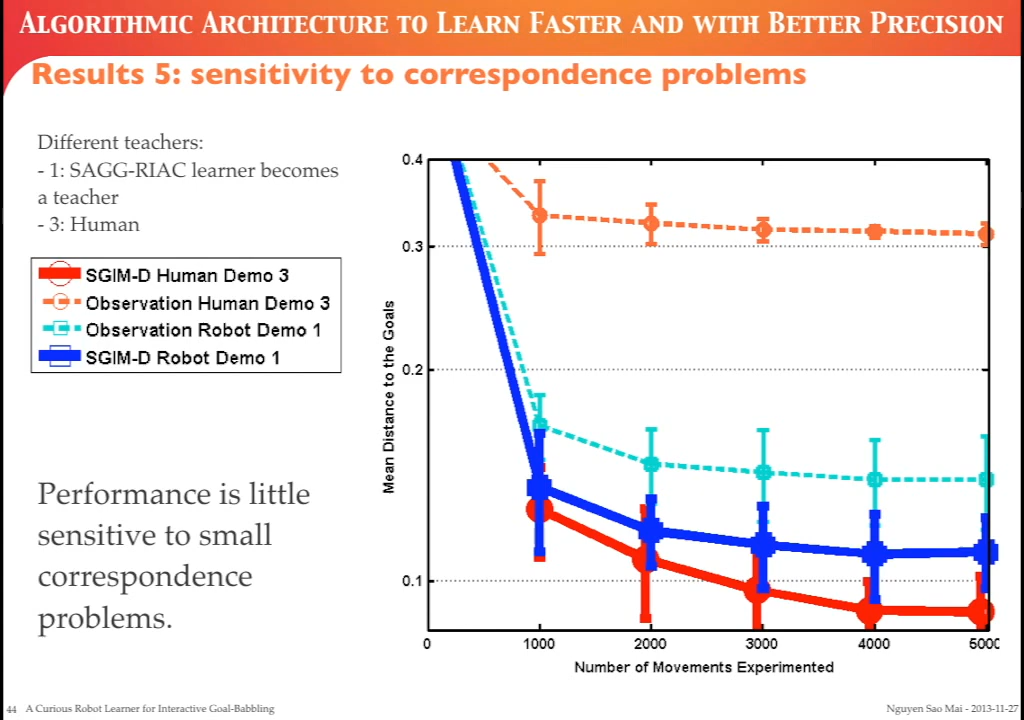 Algorithmic Architecture to Learn Faster and with Better Precision
Results 5: sensitivity to correspondence problems
Different teachers:
- 1: SAGG-RIAC learner becomes
a teacher
- 3: Human
SGIM-D Human Demo 3
Observation Human Demo 3
Observation Robot Demo 1
SGIM-D Robot Demo 1
Performance is little
sensitive to small
correspondence
problems.
Mean Distance to the Goals
0.4
0.3
0.2
0.1
0 1000 2000 3000 4000 5000
Number of Movements Experimented
44 A Curious Robot Learner for Interactive Goal-Babbling
Nguyen Sao Mai - 2013-11-27